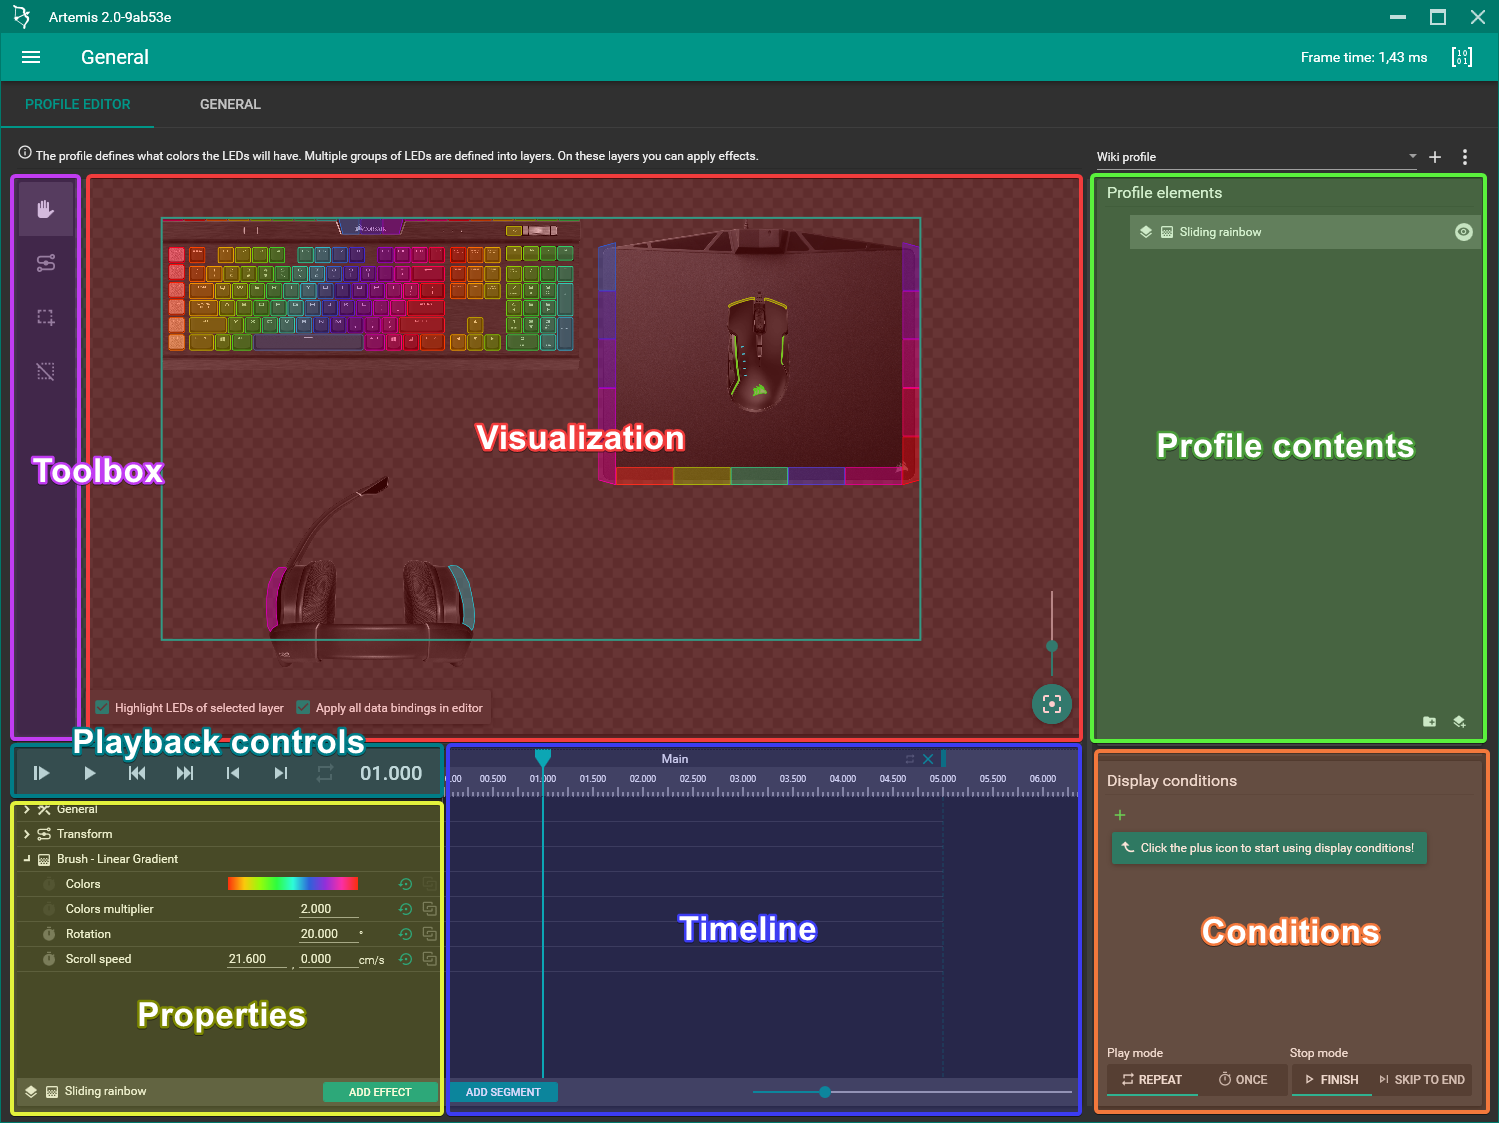 Artemis 2.0-9ab53e
General
Frame time: 1,43 ms
PROFILE EDITOR
GENERAL
The profile defines what colors the LEDs will have. Multiple groups of LEDs are defined into layers. On these layers you can apply effects.
Wiki profile
Profile elements
Sliding rainbow
Visualization
Profile contents
Toolbox
Highlight LEDs of selected layer
Apply all data bindings in editor
Playback controls
01.000
Main
00.500 01.000 01.500 02.000 02.500 03.000 03.500 04.000 04.500 05.000 05.500 06.000
Display conditions
Click the plus icon to start using display conditions!
General
Transform
Brush - Linear Gradient
Colors
Colors multiplier 2.000
Rotation 20.000 °
Scroll speed 21.600 , 0.000 cm/s
Timeline
Conditions
Properties
Play mode
Stop mode
REPEAT
ONCE
FINISH
SKIP TO END
Sliding rainbow
ADD EFFECT
ADD SEGMENT